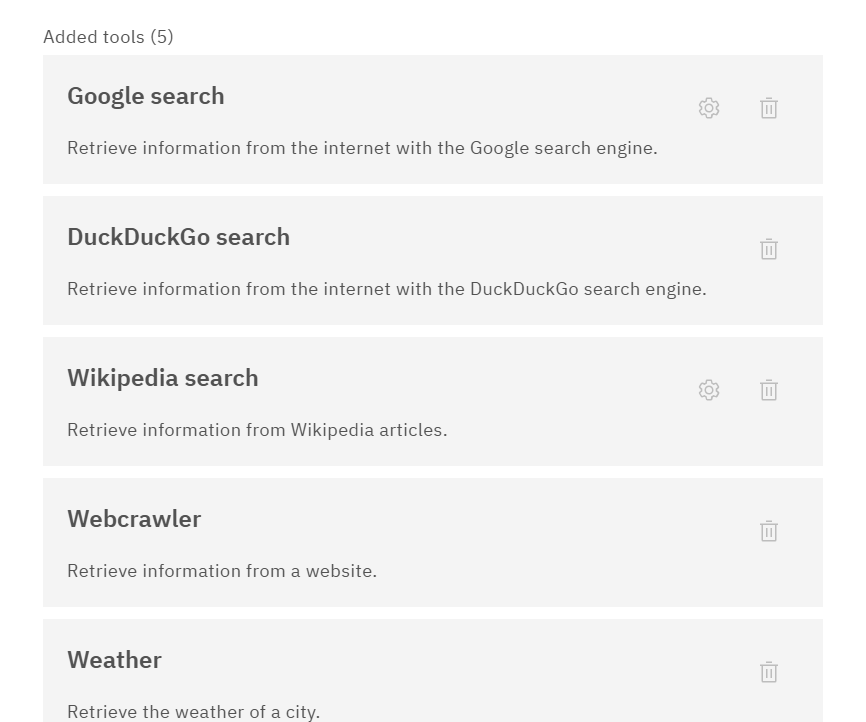 Added tools (5)
Google search
Retrieve information from the internet with the Google search engine.
DuckDuckGo search
Retrieve information from the internet with the DuckDuckGo search engine.
Wikipedia search
Retrieve information from Wikipedia articles.
Webcrawler
Retrieve information from a website.
Weather
Retrieve the weather of a city.